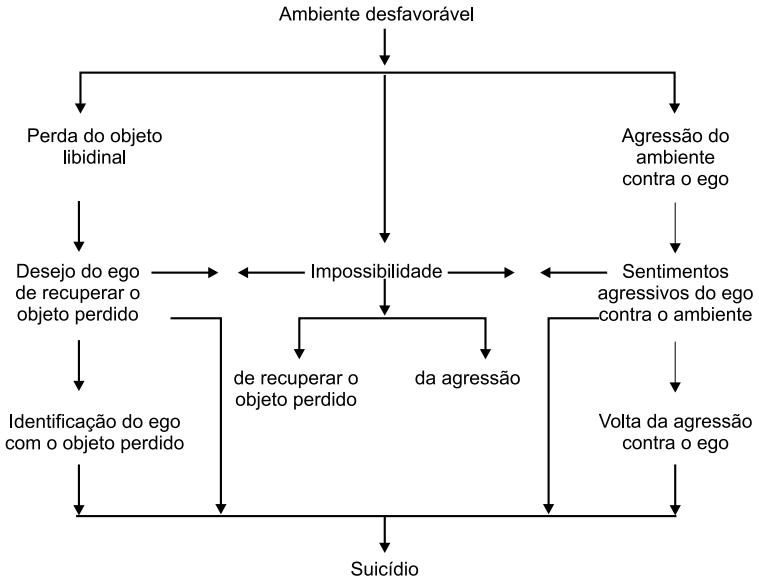 Ambiente desfavorável
Perda do objeto
libidinal
Agressão do
ambiente
contra o ego
Desejo do ego
de recuperar o
objeto perdido
Impossibilidade
Sentimentos
agressivos do ego
contra o ambiente
de recuperar o
objeto perdido
da agressão
Identificação do ego
com o objeto perdido
Volta da agressão
contra o ego
Suicídio